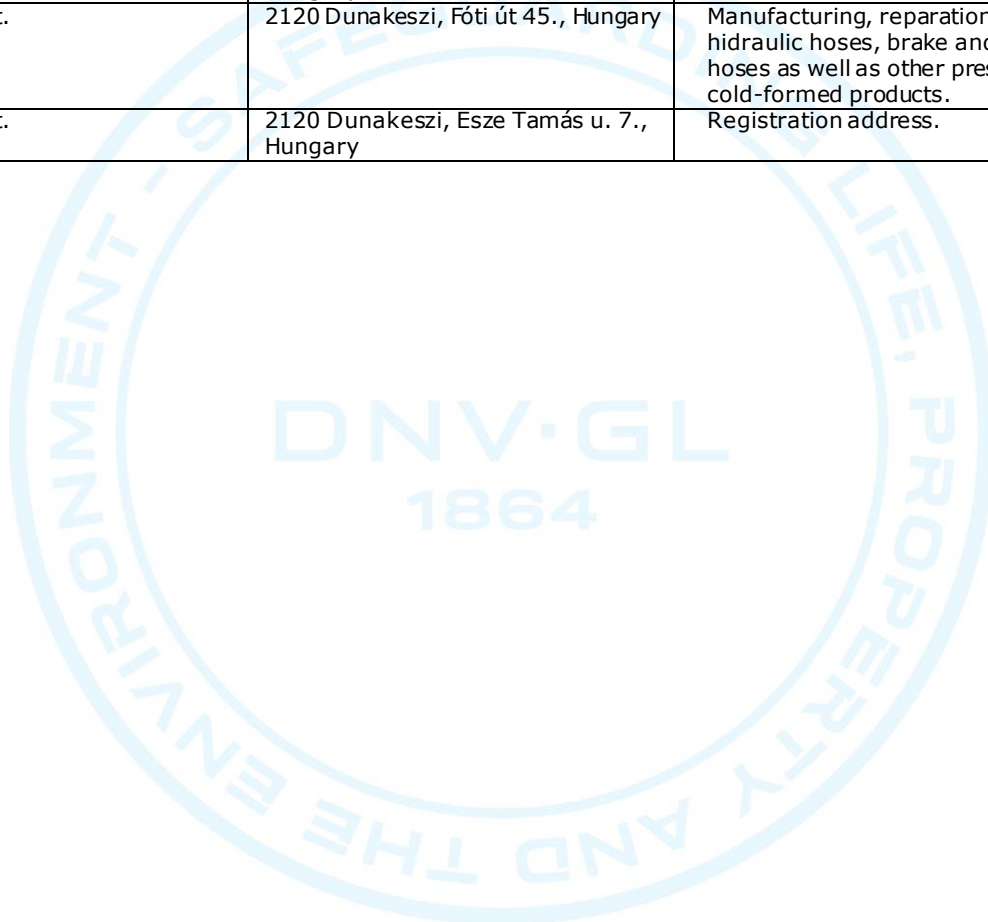 t.
2120 Dunakeszi, Fóti út 45., Hungary
Manufacturing, reparation
hidraulic hoses, brake and
hoses as well as other pres
cold-formed products.
t.
2120 Dunakeszi, Esze Tamás u. 7.,
Hungary
Registration address.
SAFEGUARDING LIFE, PROPERTY AND THE ENVIRONMENT -
DNV·GL
1864